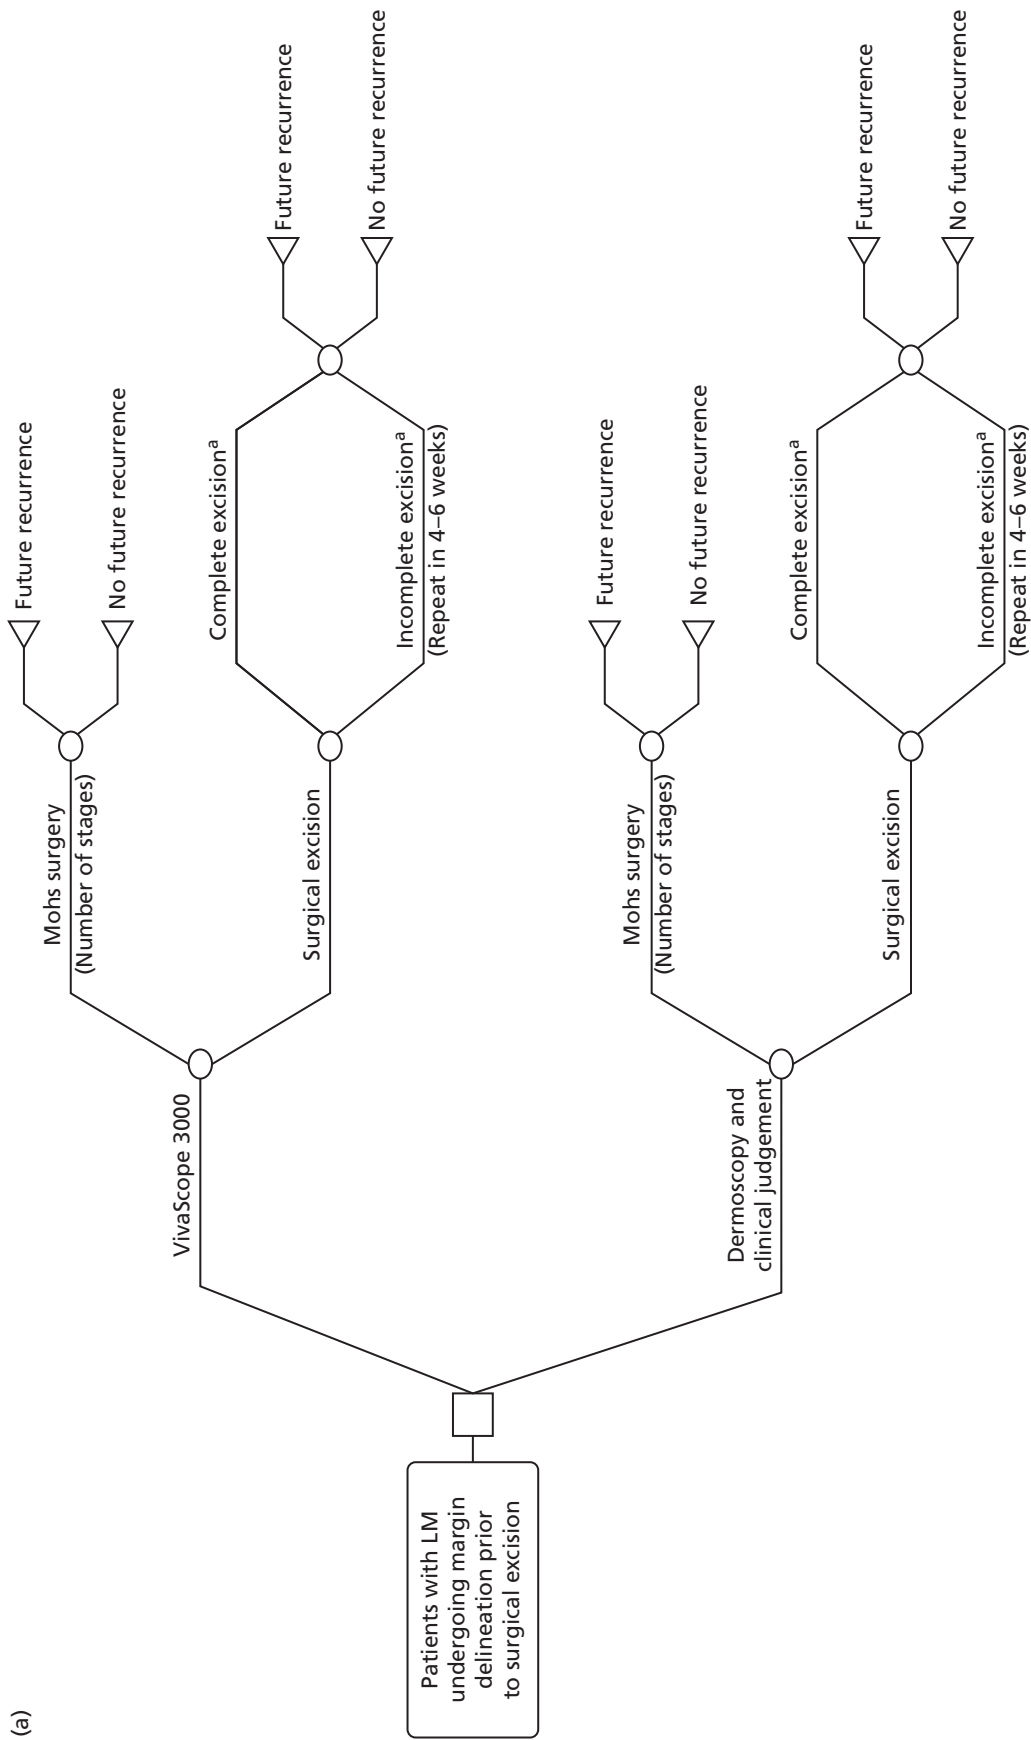 (a)
Patients with LM
undergoing margin
delineation prior
to surgical excision
VivaScope 3000
Mohs surgery
(Number of stages)
Future recurrence
No future recurrence
Surgical excision
Complete excisionᵃ
Incomplete excisionᵃ
(Repeat in 4–6 weeks)
Future recurrence
No future recurrence
Dermoscopy and
clinical judgement
Mohs surgery
(Number of stages)
Future recurrence
No future recurrence
Surgical excision
Complete excisionᵃ
Incomplete excisionᵃ
(Repeat in 4–6 weeks)
Future recurrence
No future recurrence